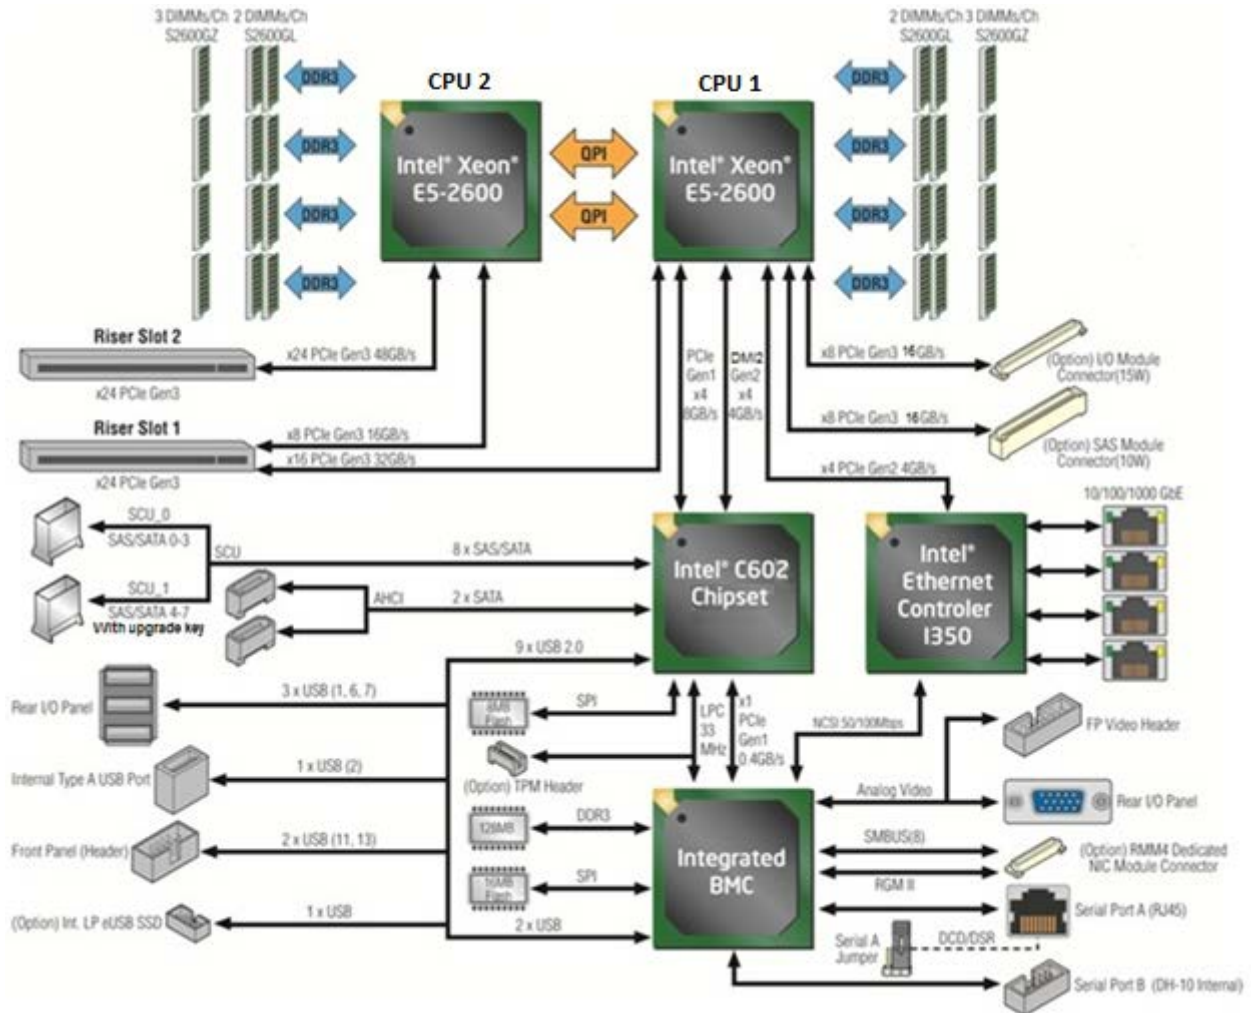 3 DIMMs/Ch 2 DIMMs/Ch
S2600GZ S2600GL
2 DIMMs/Ch 3 DIMMs/Ch
S2600GL S2600GZ
CPU 2
CPU 1
DDR3
DDR3
DDR3
DDR3
Intel® Xeon®
E5-2600
QPI
QPI
Intel® Xeon®
E5-2600
DDR3
DDR3
DDR3
DDR3
Riser Slot 2
x24 PCIe Gen3 48GB/s
x24 PCIe Gen3
Riser Slot 1
x8 PCIe Gen3 16GB/s
x16 PCIe Gen3 32GB/s
x24 PCIe Gen3
PCIe
Gen1
x4
8GB/s
DMI2
Gen2
x4
4GB/s
x8 PCIe Gen3 16GB/s
(Option) I/O Module
Connector(15W)
x8 PCIe Gen3 16GB/s
(Option) SAS Module
Connector(10W)
x4 PCIe Gen2 4GB/s
10/100/1000 GbE
SCU_0
SAS/SATA 0-3
SCU
8 x SAS/SATA
SCU_1
SAS/SATA 4-7
With upgrade key
AHCI
2 x SATA
Intel® C602
Chipset
Intel®
Ethernet
Controler
I350
9 x USB 2.0
Rear I/O Panel
3 x USB (1, 6, 7)
8MB
Flash
SPI
LPC
33
MHz
x1
PCIe
Gen1
0.4GB/s
NCSI 50/100Mbps
FP Video Header
Internal Type A USB Port
1 x USB (2)
(Option) TPM Header
Analog Video
Rear I/O Panel
Front Panel (Header)
2 x USB (11, 13)
128MB
DDR3
Integrated
BMC
SMBUS(8)
(Option) RMM4 Dedicated
NIC Module Connector
RGM II
16MB
Flash
SPI
(Option) Int. LP eUSB SSD
1 x USB
2 x USB
Serial Port A (RJ45)
Serial A
Jumper
DCD/DSR
Serial Port B (DH-10 Internal)